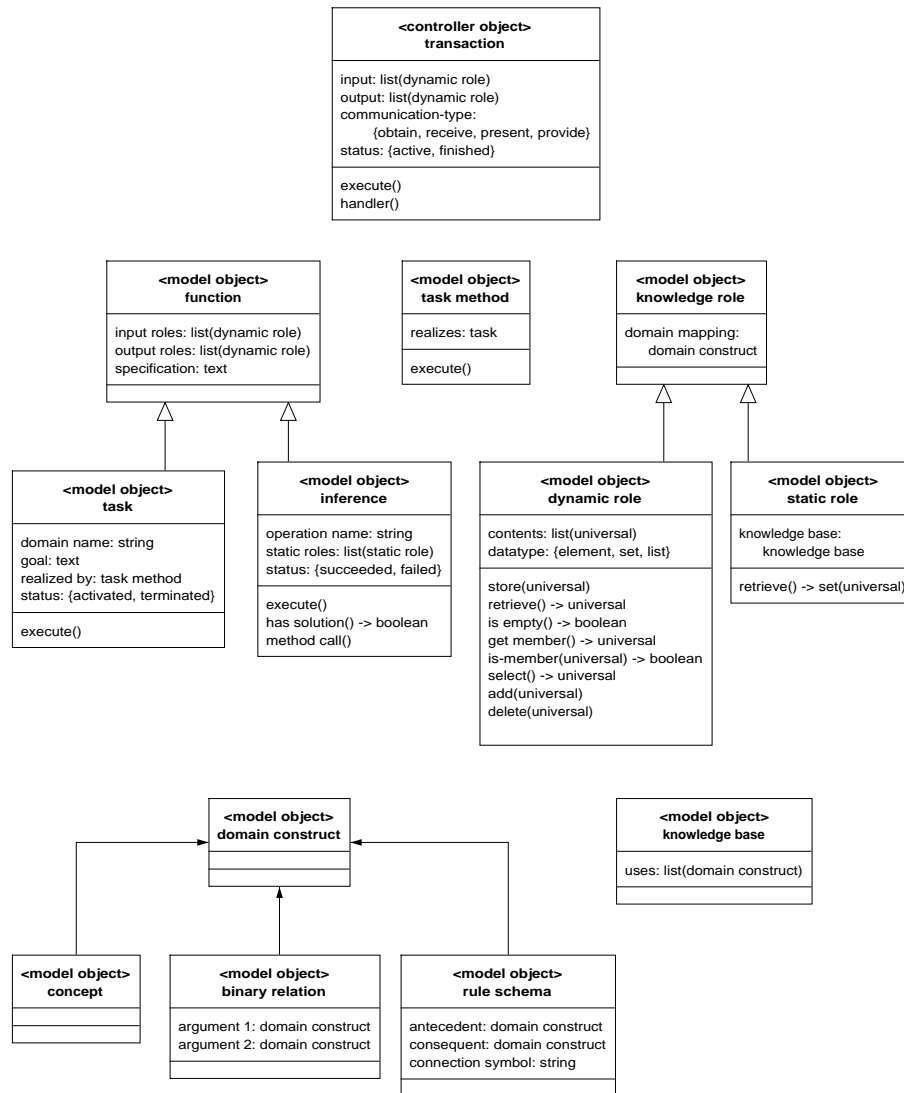 <controller object>
transaction
input: list(dynamic role)
output: list(dynamic role)
communication-type:
{obtain, receive, present, provide}
status: {active, finished}
execute()
handler()
<model object>
function
input roles: list(dynamic role)
output roles: list(dynamic role)
specification: text
<model object>
task method
realizes: task
execute()
<model object>
knowledge role
domain mapping:
domain construct
<model object>
task
domain name: string
goal: text
realized by: task method
status: {activated, terminated}
execute()
<model object>
inference
operation name: string
static roles: list(static role)
status: {succeeded, failed}
execute()
has solution() -> boolean
method call()
<model object>
dynamic role
contents: list(universal)
datatype: {element, set, list}
store(universal)
retrieve() -> universal
is empty() -> boolean
get member() -> universal
is-member(universal) -> boolean
select() -> universal
add(universal)
delete(universal)
<model object>
static role
knowledge base:
knowledge base
retrieve() -> set(universal)
<model object>
domain construct
<model object>
knowledge base
uses: list(domain construct)
<model object>
concept
<model object>
binary relation
argument 1: domain construct
argument 2: domain construct
<model object>
rule schema
antecedent: domain construct
consequent: domain construct
connection symbol: string